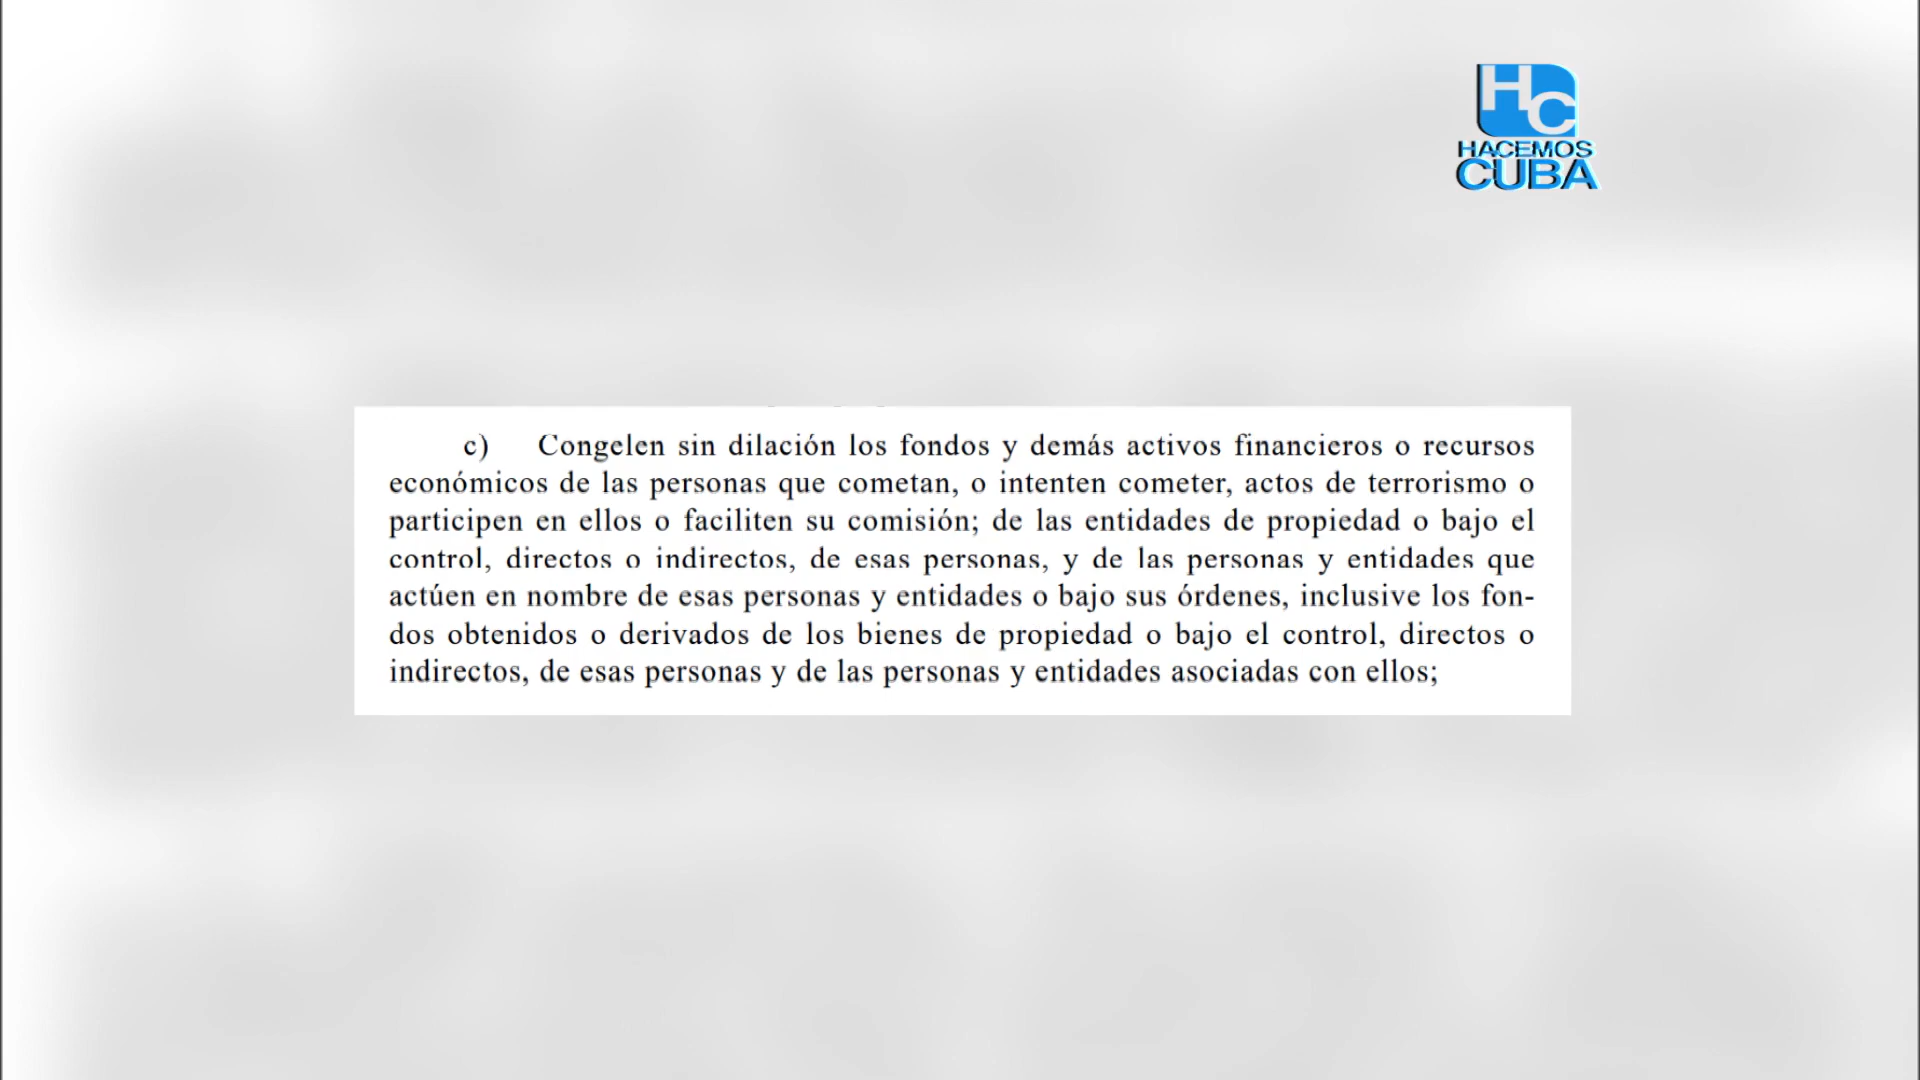 HC
HACEMOS
CUBA
c) Congelen sin dilación los fondos y demás activos financieros o recursos
económicos de las personas que cometan, o intenten cometer, actos de terrorismo o
participen en ellos o faciliten su comisión; de las entidades de propiedad o bajo el
control, directos o indirectos, de esas personas, y de las personas y entidades que
actúen en nombre de esas personas y entidades o bajo sus órdenes, inclusive los fon-
dos obtenidos o derivados de los bienes de propiedad o bajo el control, directos o
indirectos, de esas personas y de las personas y entidades asociadas con ellos;